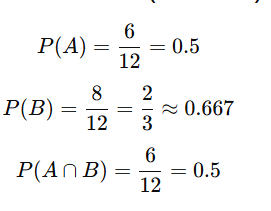 P(A) = 6/12 = 0.5
P(B) = 8/12 = 2/3 ≈ 0.667
P(A ∩ B) = 6/12 = 0.5